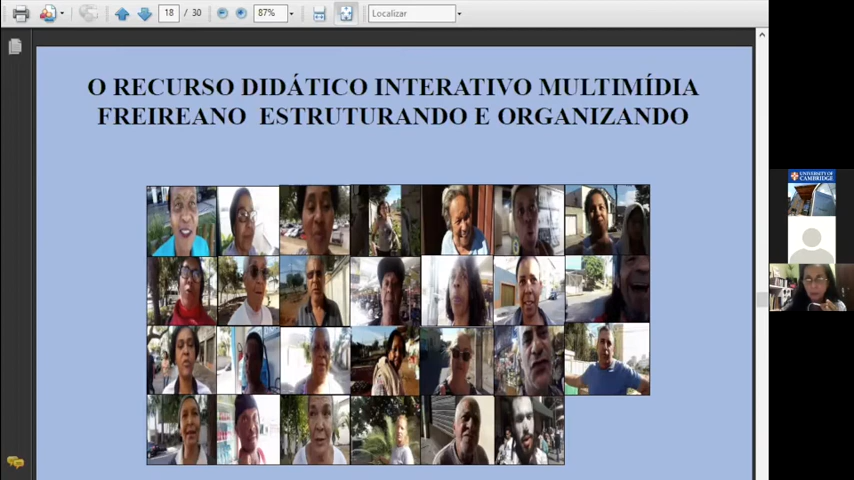 18 / 30
87%
Localizar
O RECURSO DIDÁTICO INTERATIVO MULTIMÍDIA
FREIREANO ESTRUTURANDO E ORGANIZANDO
UNIVERSITY OF
CAMBRIDGE